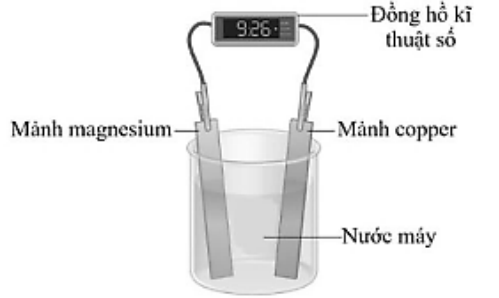 Đồng hồ kĩ
thuật số
9:26
Mảnh magnesium
Mảnh copper
Nước máy